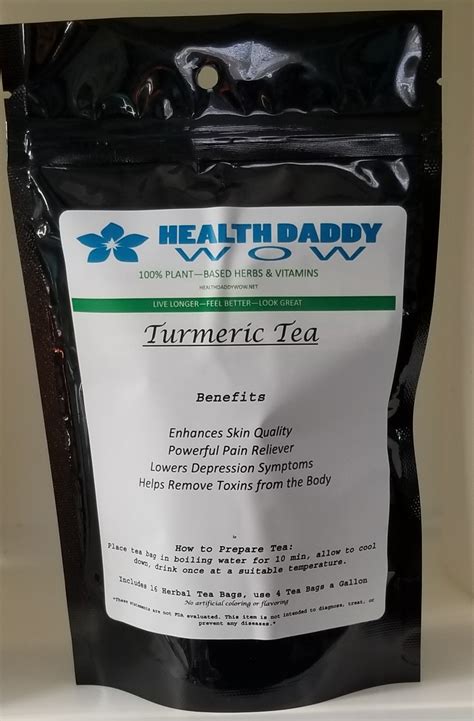 HEALTH DADDY
WOW
100% PLANT—BASED HERBS & VITAMINS
HEALTHDADDYWOW.NET
LIVE LONGER—FEEL BETTER—LOOK GREAT
Turmeric Tea
Benefits
Enhances Skin Quality
Powerful Pain Reliever
Lowers Depression Symptoms
Helps Remove Toxins from the Body
How to Prepare Tea:
Place tea bag in boiling water for 10 min, allow to cool
down, drink once at a suitable temperature.
Includes 16 Herbal Tea Bags, use 4 Tea Bags a Gallon
No artificial coloring or flavoring
*These statements are not FDA evaluated. This item is not intended to diagnose, treat, or
prevent any diseases.*